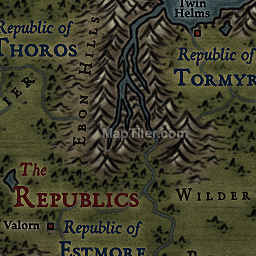 Twin
Helms
Republic of
THOROS
Republic of
TORMYR
EBON HILLS
IER
MapTiler.com
The
REPUBLICS
WILDER
Valorn
Republic of
ESTMORE